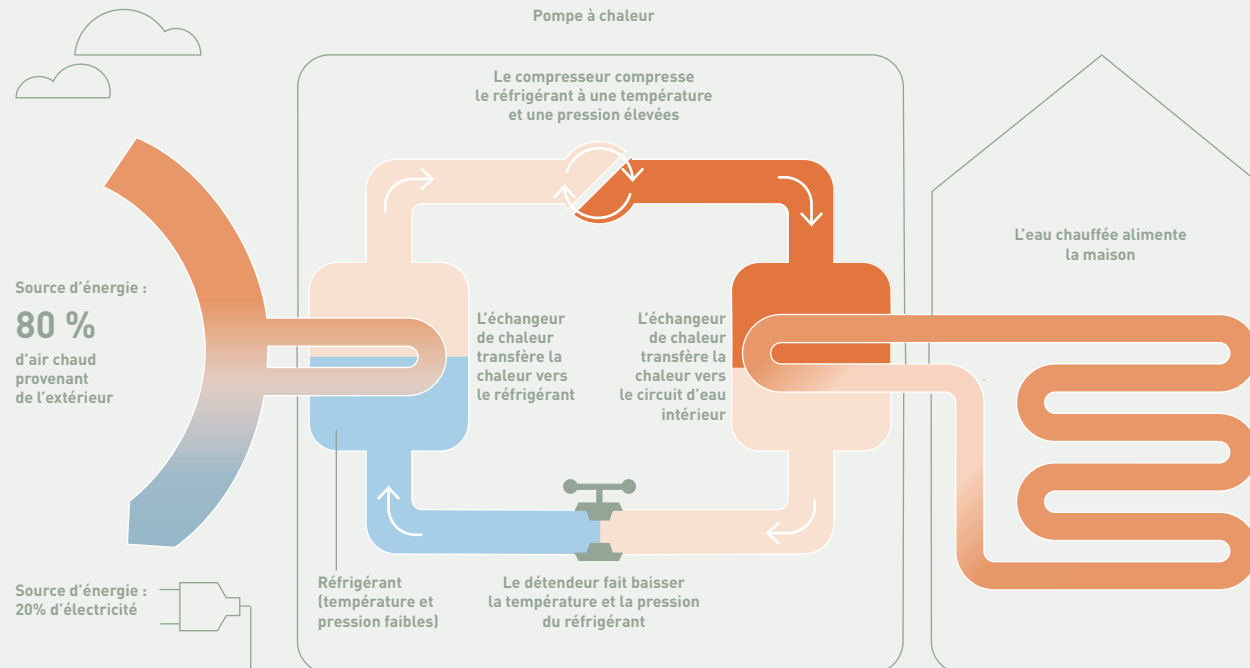 Pompe à chaleur
Le compresseur compresse
le réfrigérant à une température
et une pression élevées
L'eau chauffée alimente
la maison
Source d'énergie :
80 %
d'air chaud
provenant
de l'extérieur
L'échangeur
de chaleur
transfère la
chaleur vers
le réfrigérant
L'échangeur
de chaleur
transfère la
chaleur vers
le circuit d'eau
intérieur
Source d'énergie :
20% d'électricité
Réfrigérant
(température et
pression faibles)
Le détendeur fait baisser
la température et la pression
du réfrigérant